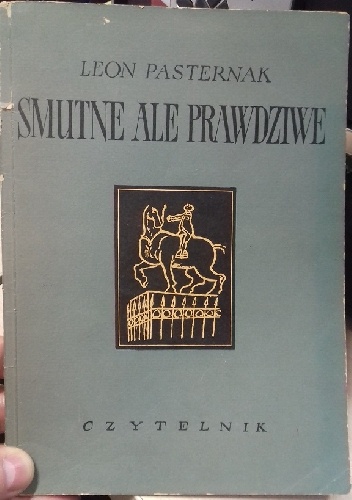 LEON PASTERNAK
SMUTNE ALE PRAWDZIWE
CZYTELNIK